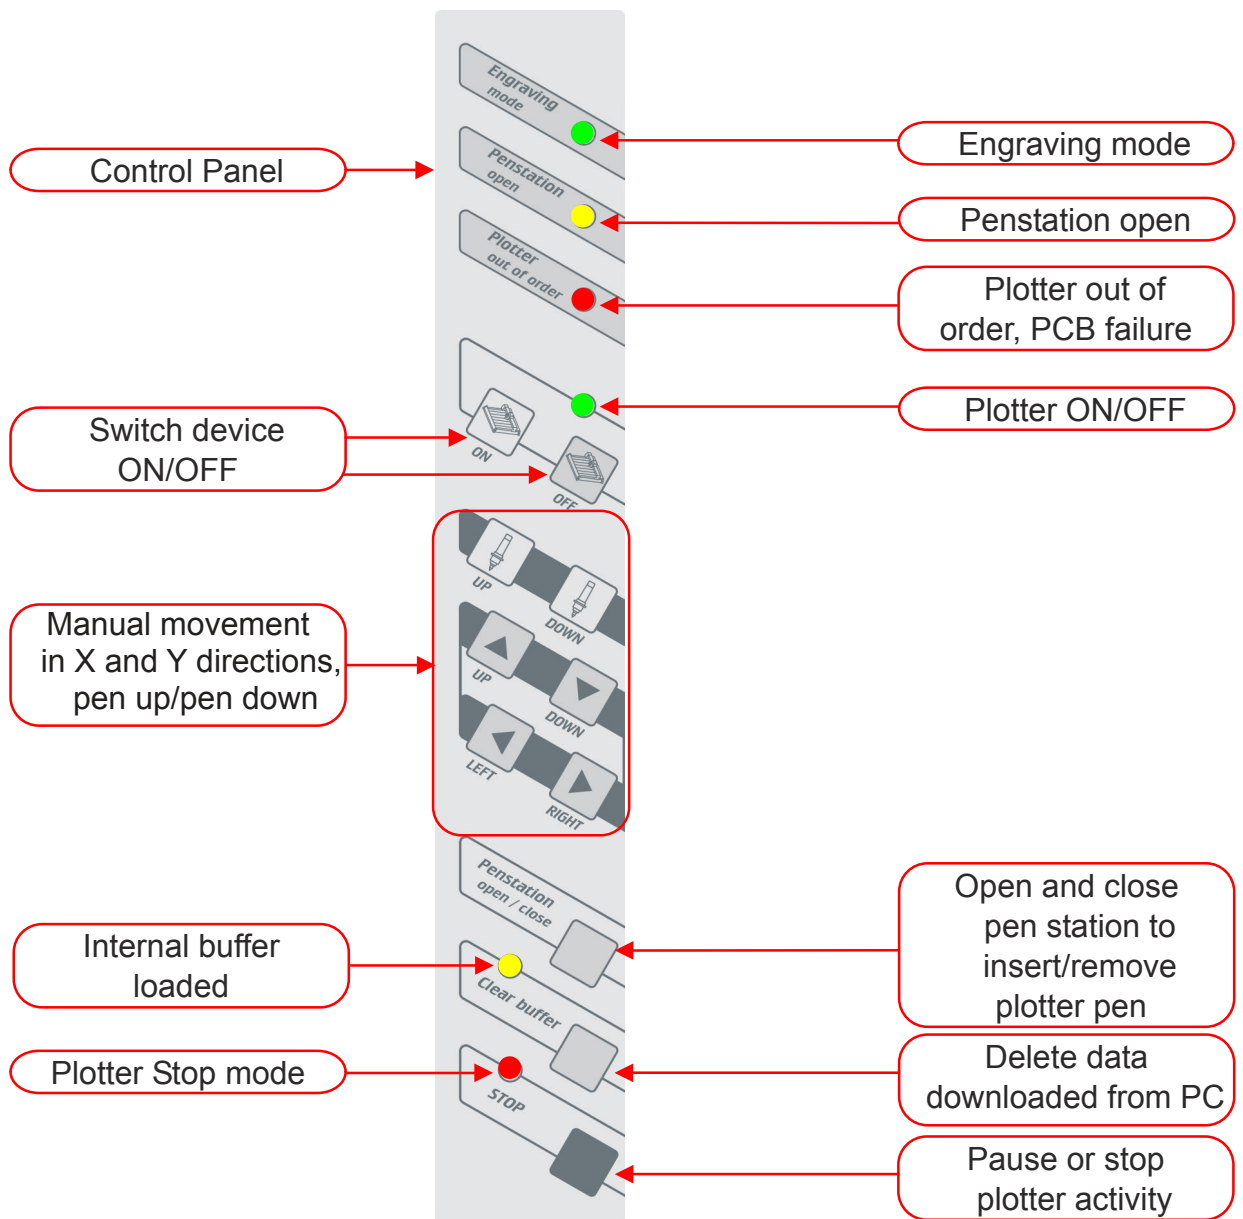 Engraving
mode
Engraving mode
Control Panel
Penstation
open
Penstation open
Plotter
out of order
Plotter out of
order, PCB failure
Plotter ON/OFF
Switch device
ON/OFF
ON
OFF
UP
DOWN
Manual movement
in X and Y directions,
pen up/pen down
UP
DOWN
LEFT
RIGHT
Penstation
open / close
Open and close
pen station to
insert/remove
plotter pen
Internal buffer
loaded
Clear buffer
Delete data
downloaded from PC
Plotter Stop mode
STOP
Pause or stop
plotter activity